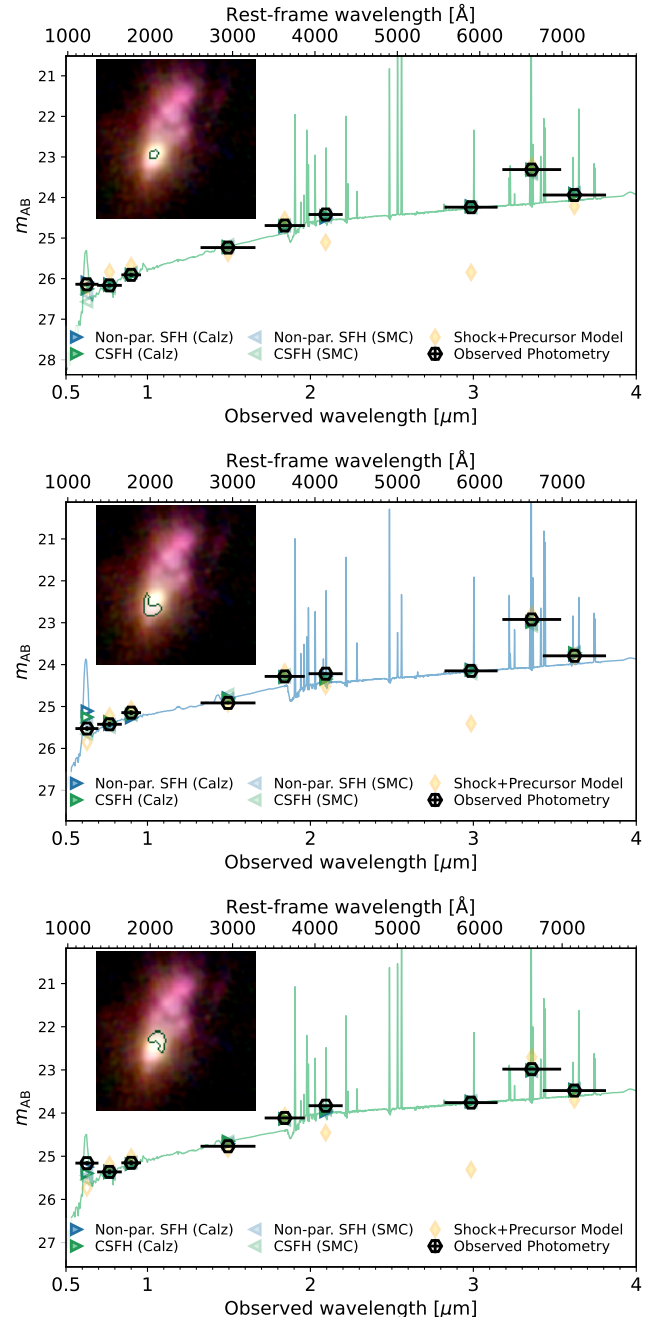 Rest-frame wavelength [Å]
1000 2000 3000 4000 5000 6000 7000
21
22
23
24
25
26
27
28
m_AB
Non-par. SFH (Calz) Non-par. SFH (SMC) Shock+Precursor Model
CSFH (Calz) CSFH (SMC) Observed Photometry
0.5 1 2 3 4
Observed wavelength [μm]
Rest-frame wavelength [Å]
1000 2000 3000 4000 5000 6000 7000
21
22
23
24
25
26
27
m_AB
Non-par. SFH (Calz) Non-par. SFH (SMC) Shock+Precursor Model
CSFH (Calz) CSFH (SMC) Observed Photometry
0.5 1 2 3 4
Observed wavelength [μm]
Rest-frame wavelength [Å]
1000 2000 3000 4000 5000 6000 7000
21
22
23
24
25
26
27
m_AB
Non-par. SFH (Calz) Non-par. SFH (SMC) Shock+Precursor Model
CSFH (Calz) CSFH (SMC) Observed Photometry
0.5 1 2 3 4
Observed wavelength [μm]